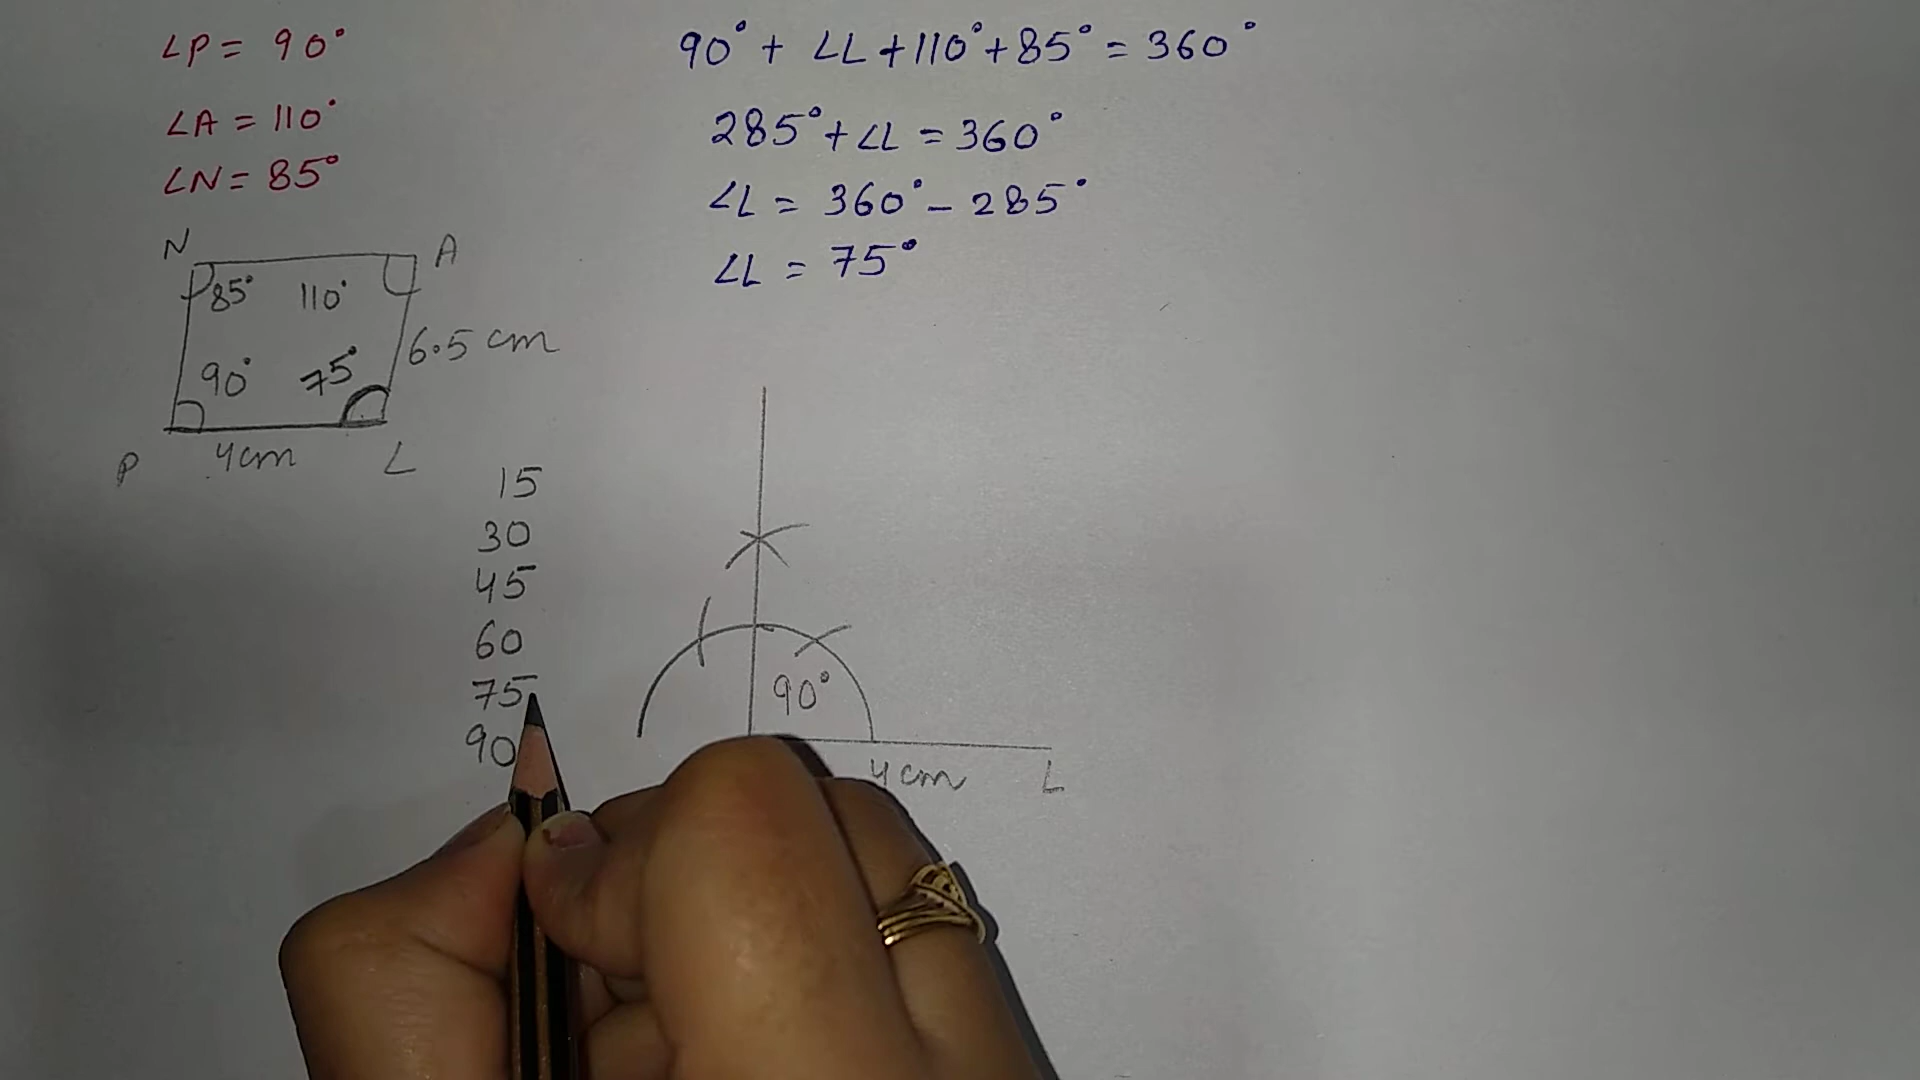 ∠P = 90°
∠A = 110°
∠N = 85°
90° + ∠L + 110° + 85° = 360°
285° + ∠L = 360°
∠L = 360° - 285°
∠L = 75°
N
A
85°
110°
6.5 cm
90°
75°
P
4cm
L
15
30
45
60
75
90
90°
4cm
L